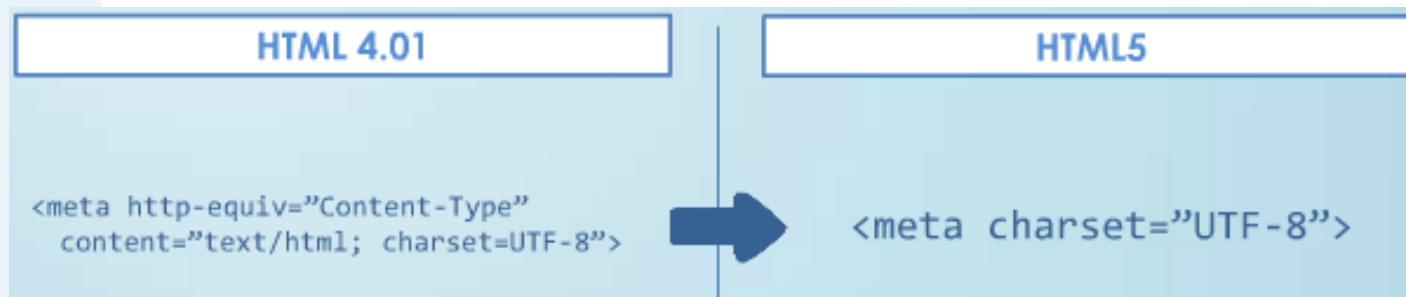 HTML 4.01
<meta http-equiv=”Content-Type”
content=”text/html; charset=UTF-8”>
HTML5
<meta charset=”UTF-8”>